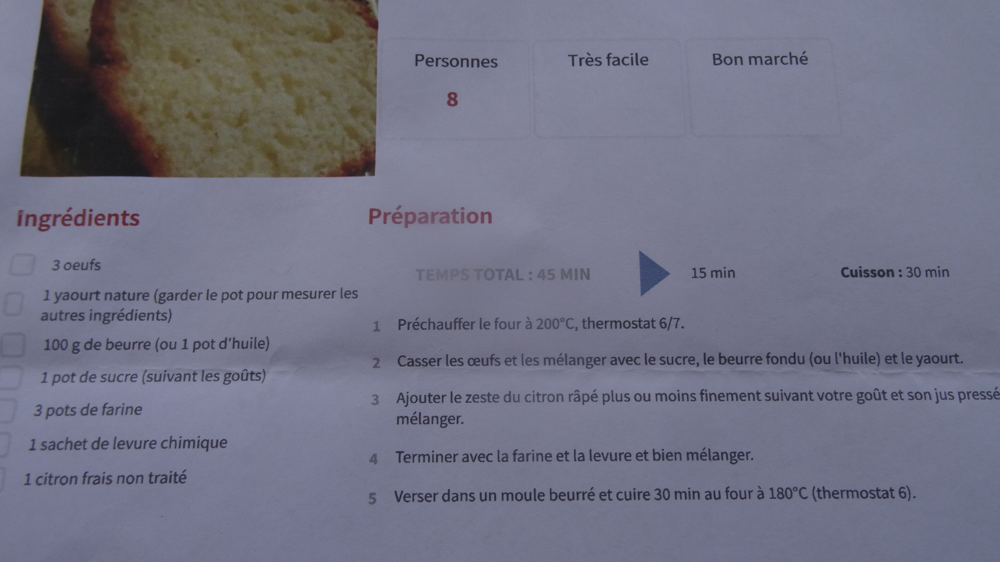 Personnes
Très facile
Bon marché
8
Ingrédients
3 oeufs
1 yaourt nature (garder le pot pour mesurer les
autres ingrédients)
100 g de beurre (ou 1 pot d'huile)
1 pot de sucre (suivant les goûts)
3 pots de farine
1 sachet de levure chimique
1 citron frais non traité
Préparation
TEMPS TOTAL : 45 MIN
15 min
Cuisson : 30 min
1 Préchauffer le four à 200°C, thermostat 6/7.
2 Casser les œufs et les mélanger avec le sucre, le beurre fondu (ou l'huile) et le yaourt.
3 Ajouter le zeste du citron râpé plus ou moins finement suivant votre goût et son jus pressé
mélanger.
4 Terminer avec la farine et la levure et bien mélanger.
5 Verser dans un moule beurré et cuire 30 min au four à 180°C (thermostat 6).